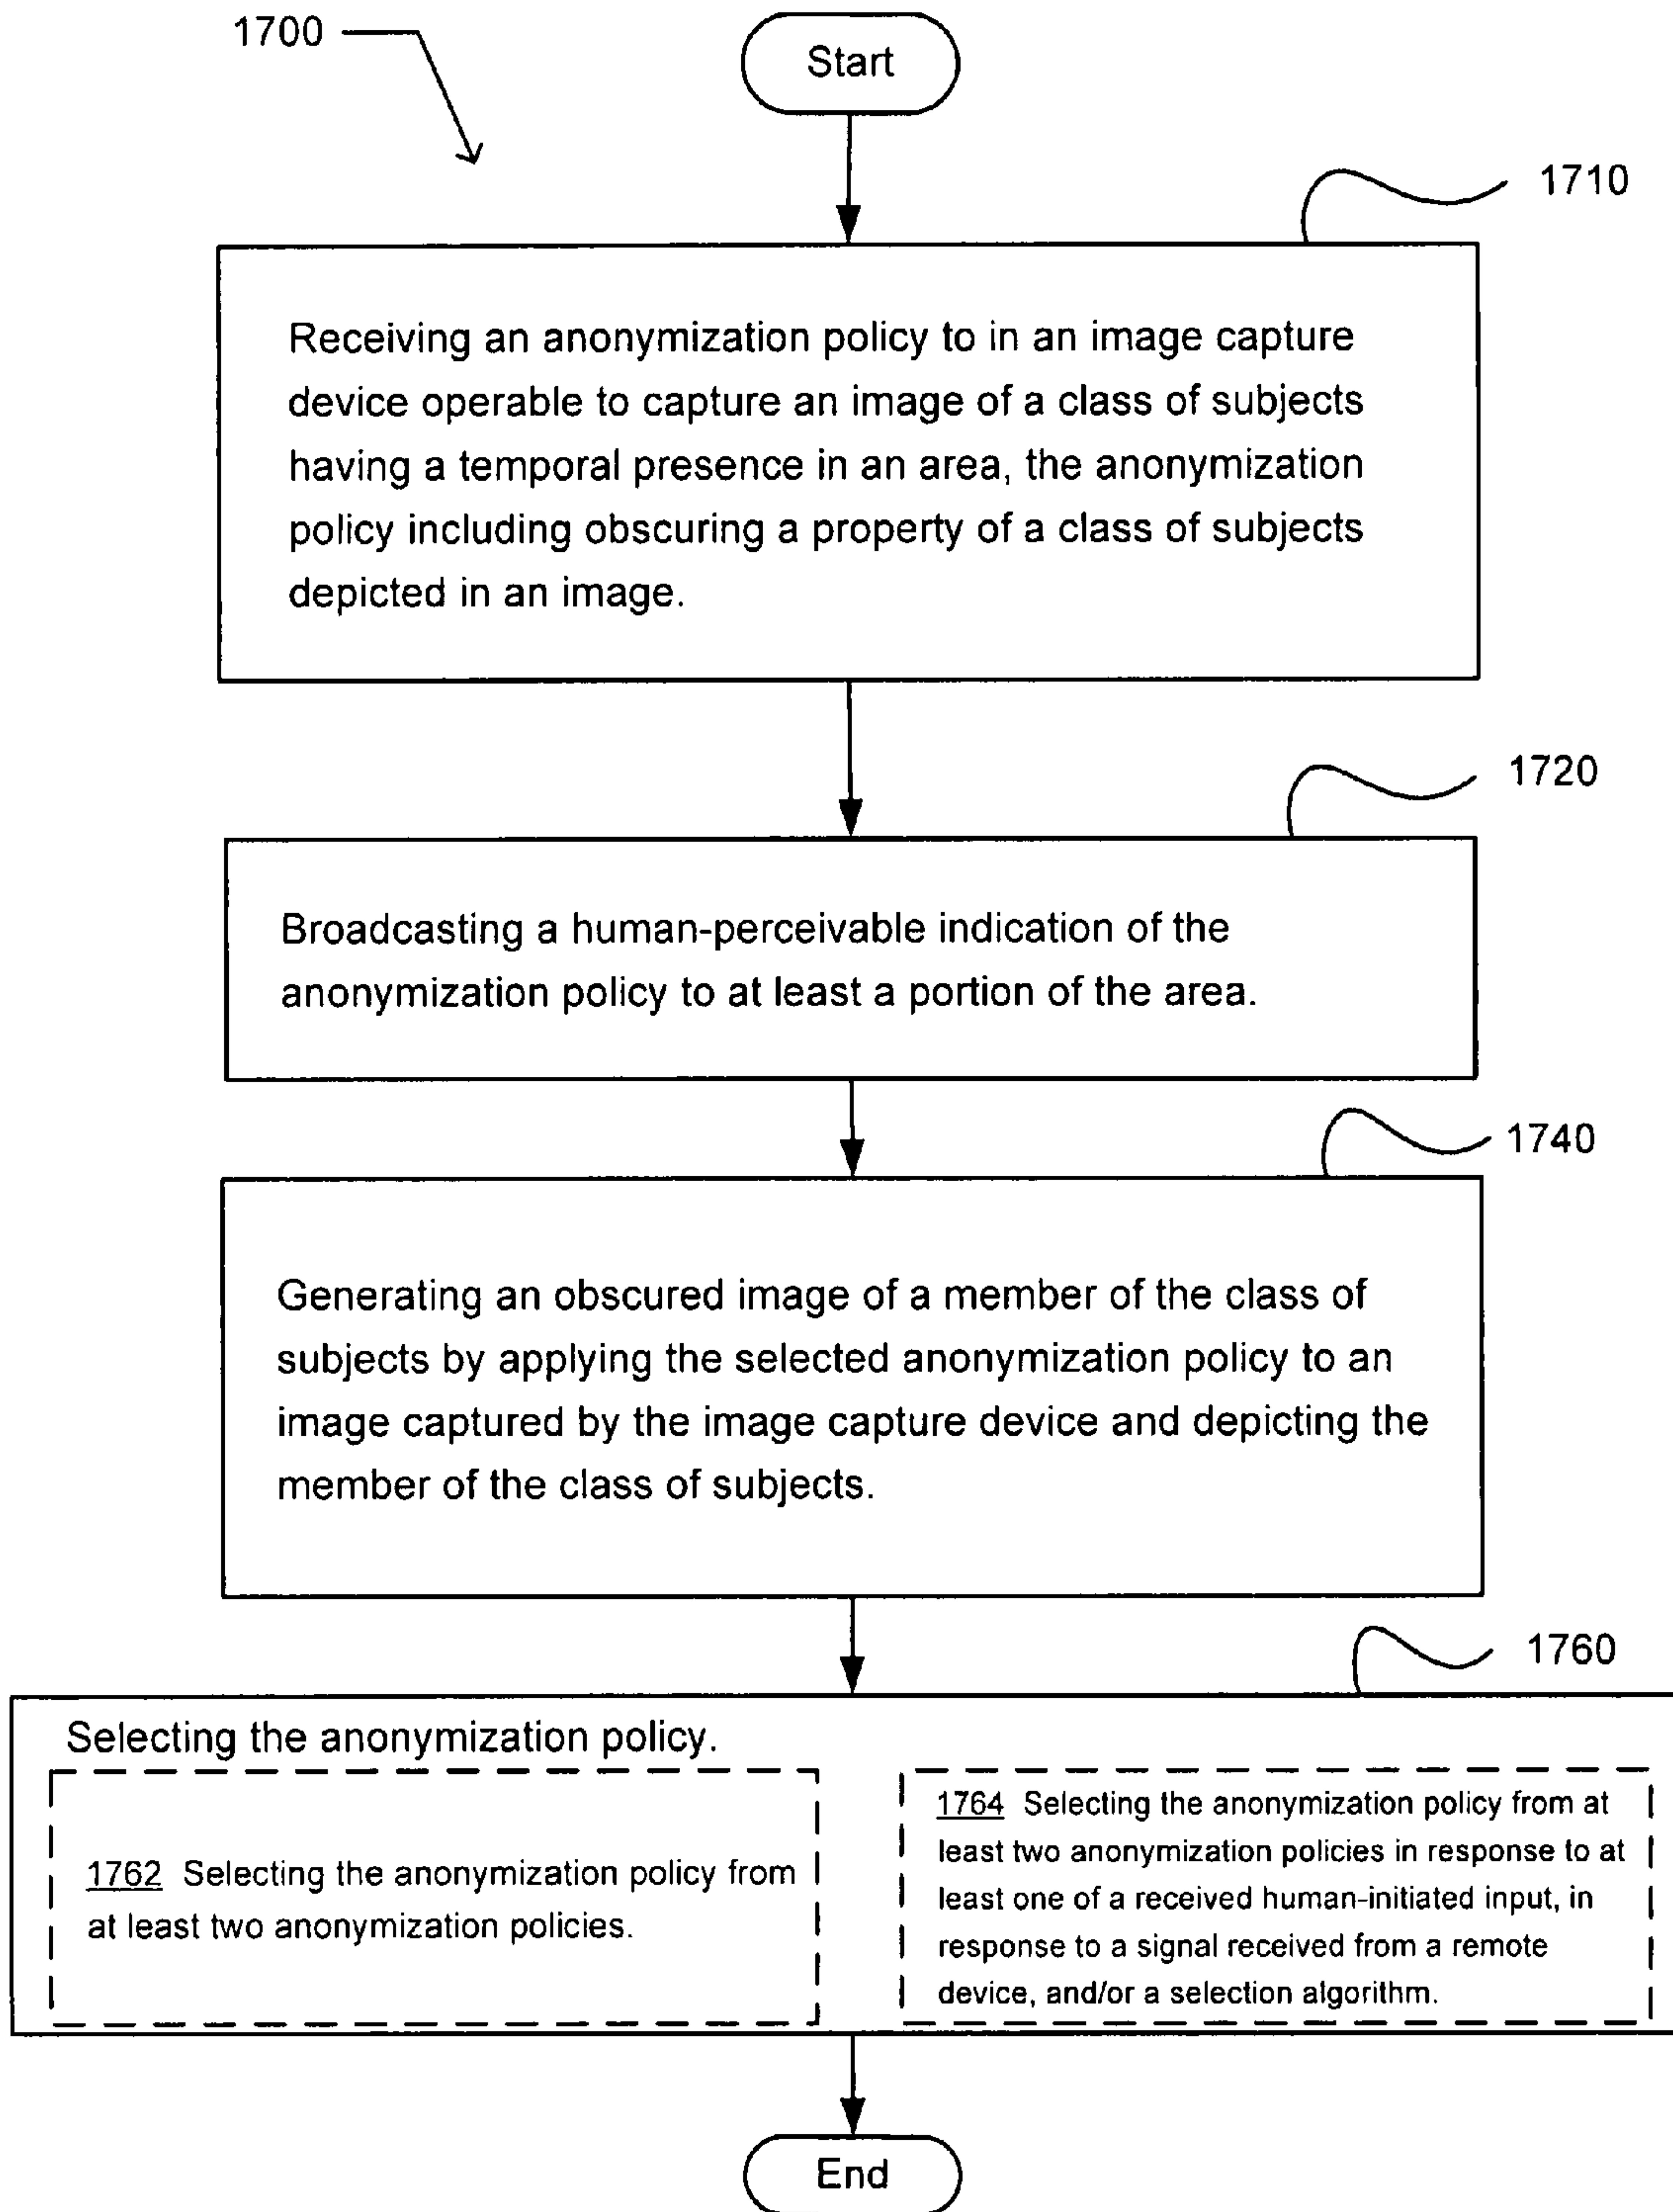 1700
Start
1710
Receiving an anonymization policy to in an image capture
device operable to capture an image of a class of subjects
having a temporal presence in an area, the anonymization
policy including obscuring a property of a class of subjects
depicted in an image.
1720
Broadcasting a human-perceivable indication of the
anonymization policy to at least a portion of the area.
1740
Generating an obscured image of a member of the class of
subjects by applying the selected anonymization policy to an
image captured by the image capture device and depicting the
member of the class of subjects.
1760
Selecting the anonymization policy.
1762 Selecting the anonymization policy from
at least two anonymization policies.
1764 Selecting the anonymization policy from at
least two anonymization policies in response to at
least one of a received human-initiated input, in
response to a signal received from a remote
device, and/or a selection algorithm.
End